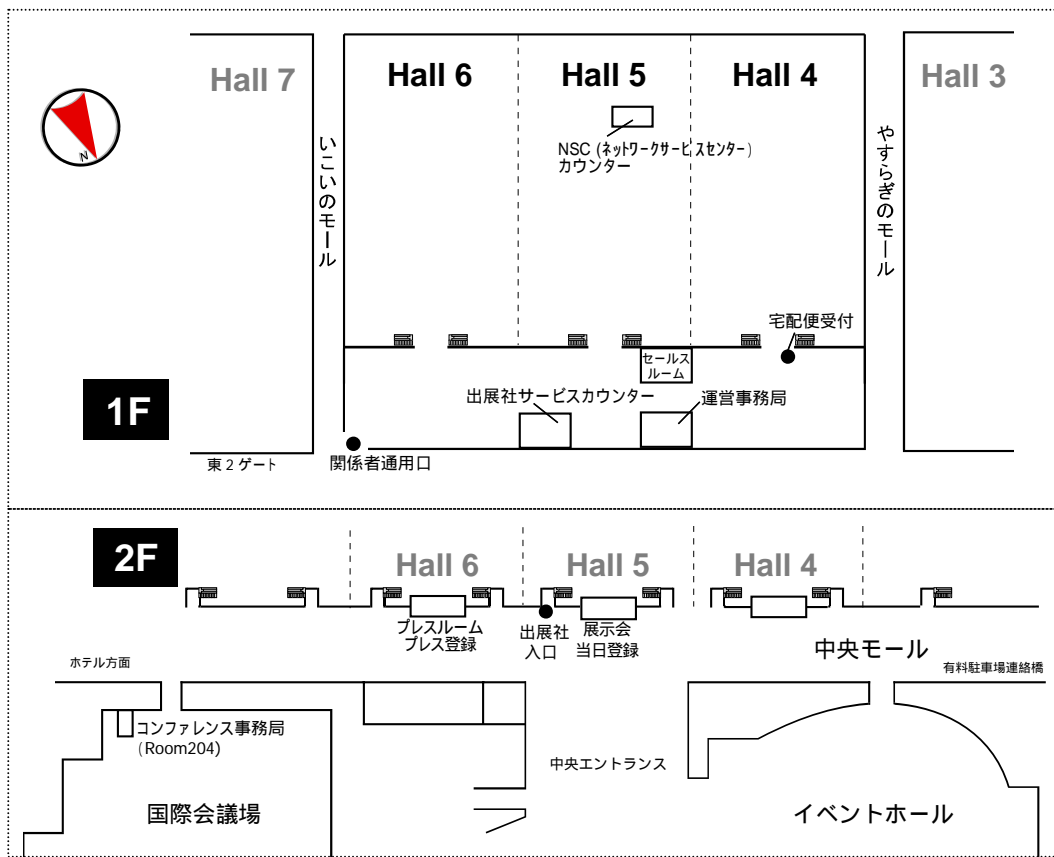 Hall 7
Hall 6
Hall 5
Hall 4
Hall 3
N
いこいのモール
NSC (ネットワークサービスセンター)
カウンター
やすらぎのモール
宅配便受付
セールス
ルーム
1F
出展社サービスカウンター
運営事務局
東2ゲート
関係者通用口
2F
Hall 6
Hall 5
Hall 4
プレスルーム
プレス登録
出展社
入口
展示会
当日登録
中央モール
ホテル方面
有料駐車場連絡橋
コンファレンス事務局
(Room204)
中央エントランス
国際会議場
イベントホール